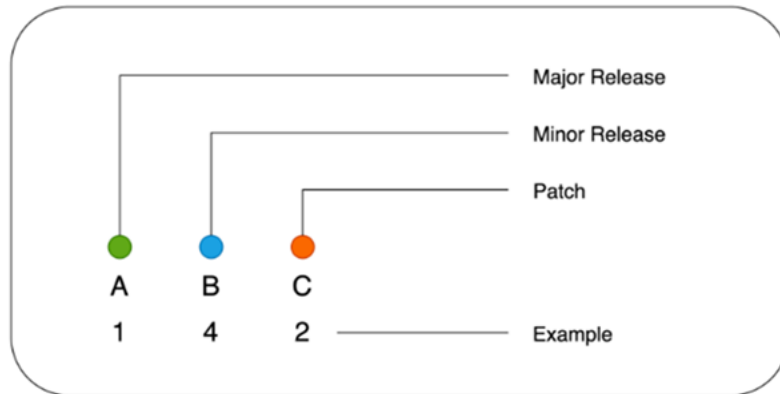 Major Release
Minor Release
Patch
A B C
1 4 2 Example